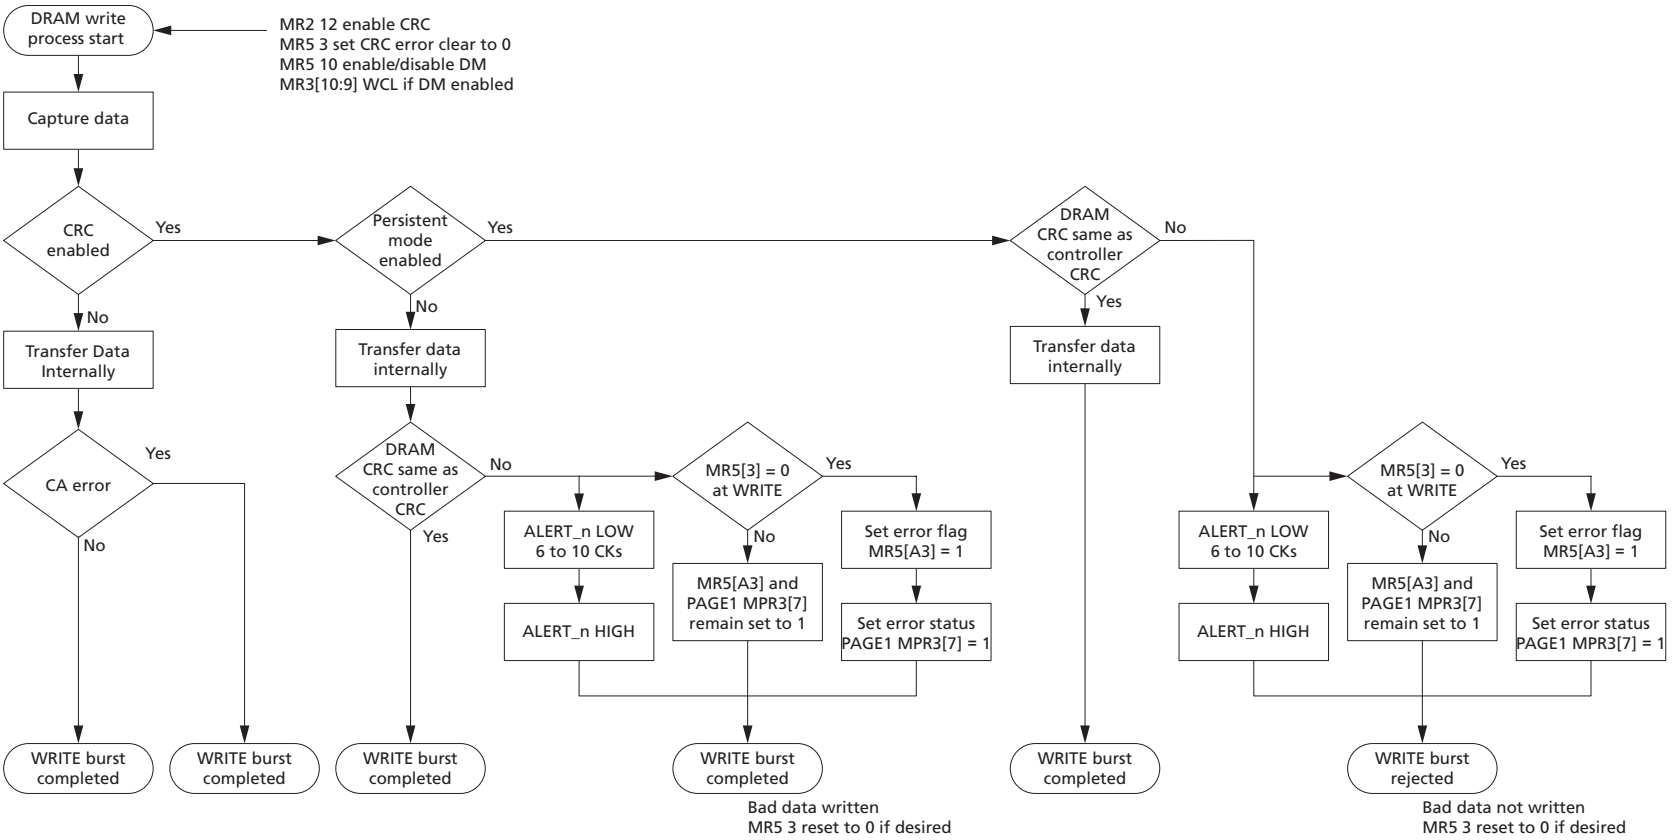 DRAM write
process start
MR2 12 enable CRC
MR5 3 set CRC error clear to 0
MR5 10 enable/disable DM
MR3[10:9] WCL if DM enabled
Capture data
CRC
enabled
Yes
No
Persistent
mode
enabled
Yes
No
DRAM
CRC same as
controller
CRC
No
Yes
Transfer Data
Internally
Transfer data
internally
Transfer data
internally
CA error
Yes
No
DRAM
CRC same as
controller
CRC
No
Yes
MR5[3] = 0
at WRITE
Yes
No
MR5[3] = 0
at WRITE
Yes
No
ALERT_n LOW
6 to 10 CKs
Set error flag
MR5[A3] = 1
ALERT_n LOW
6 to 10 CKs
Set error flag
MR5[A3] = 1
ALERT_n HIGH
MR5[A3] and
PAGE1 MPR3[7]
remain set to 1
Set error status
PAGE1 MPR3[7] = 1
ALERT_n HIGH
MR5[A3] and
PAGE1 MPR3[7]
remain set to 1
Set error status
PAGE1 MPR3[7] = 1
WRITE burst
completed
WRITE burst
completed
WRITE burst
completed
WRITE burst
completed
Bad data written
MR5 3 reset to 0 if desired
WRITE burst
completed
WRITE burst
rejected
Bad data not written
MR5 3 reset to 0 if desired